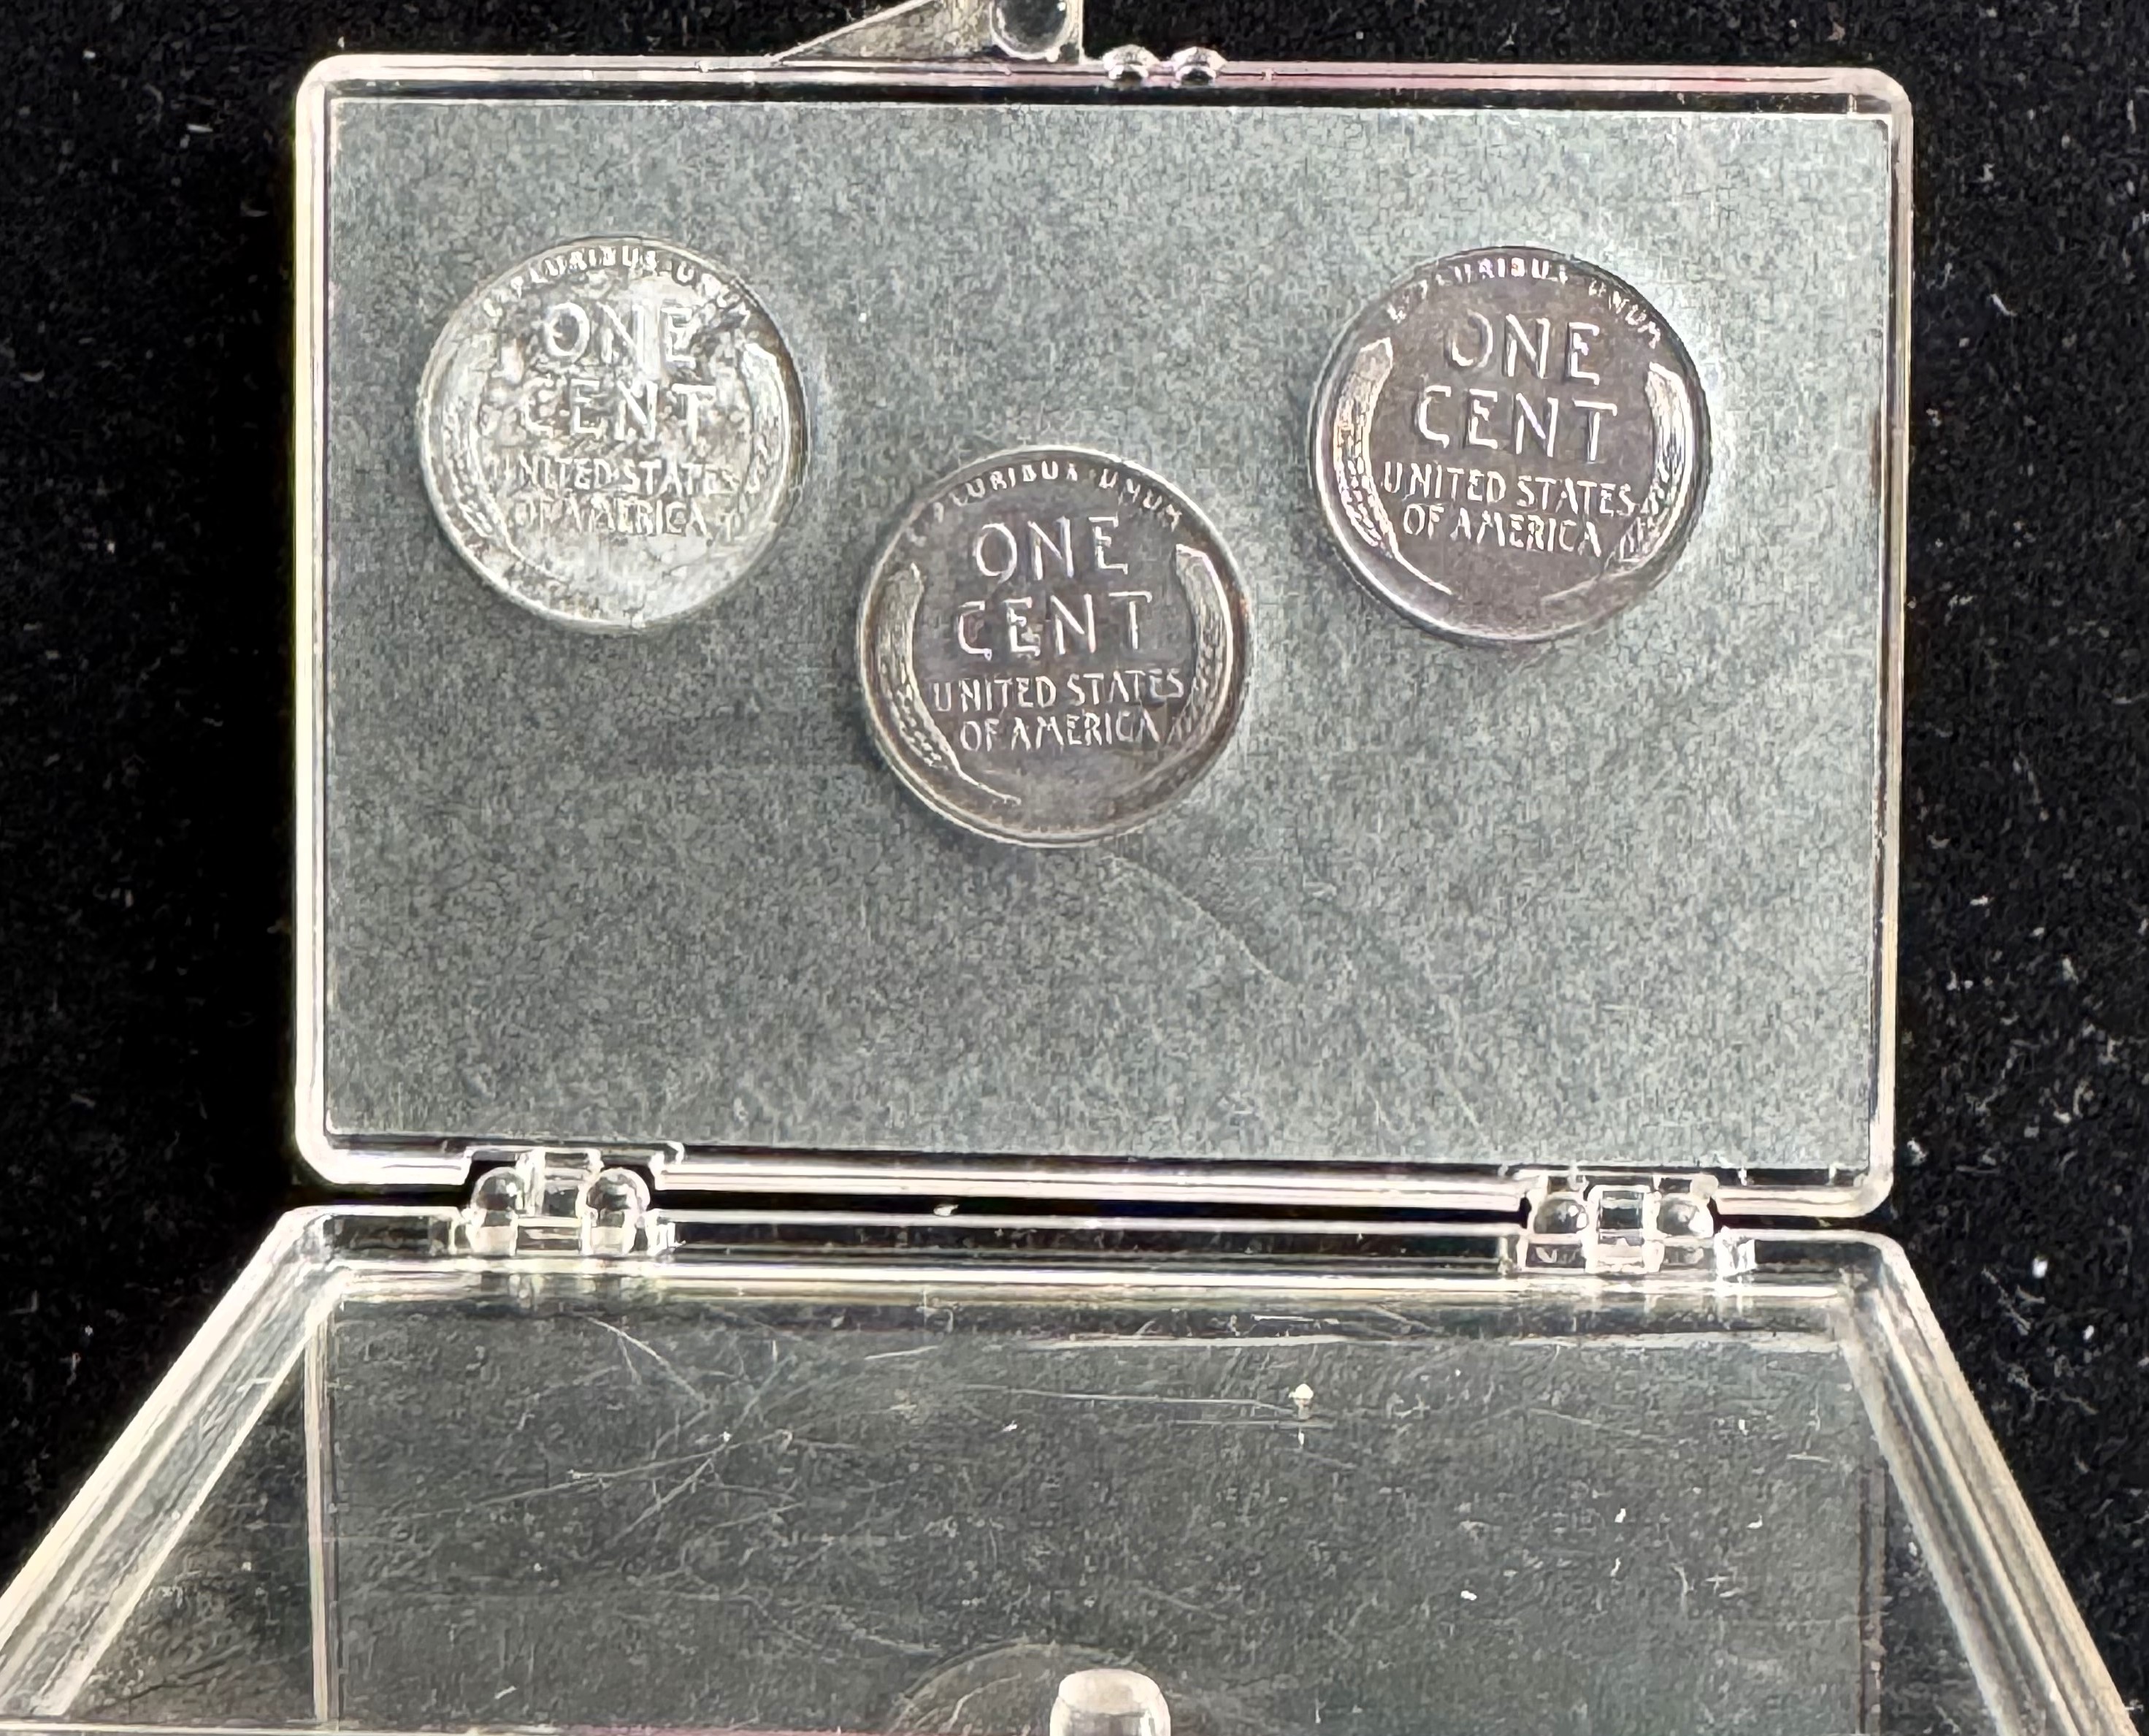 E PLURIBUS UNUM
ONE
CENT
UNITED STATES
OF AMERICA
E PLURIBUS UNUM
ONE
CENT
UNITED STATES
OF AMERICA
E PLURIBUS UNUM
ONE
CENT
UNITED STATES
OF AMERICA